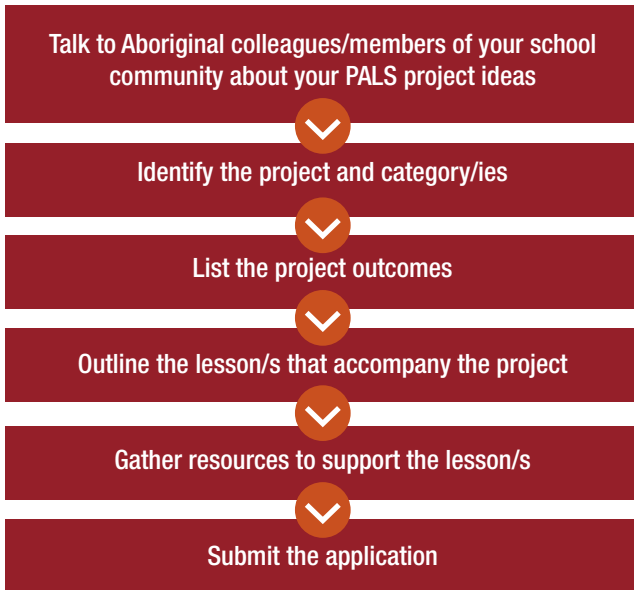 Talk to Aboriginal colleagues/members of your school
community about your PALS project ideas
Identify the project and category/ies
List the project outcomes
Outline the lesson/s that accompany the project
Gather resources to support the lesson/s
Submit the application